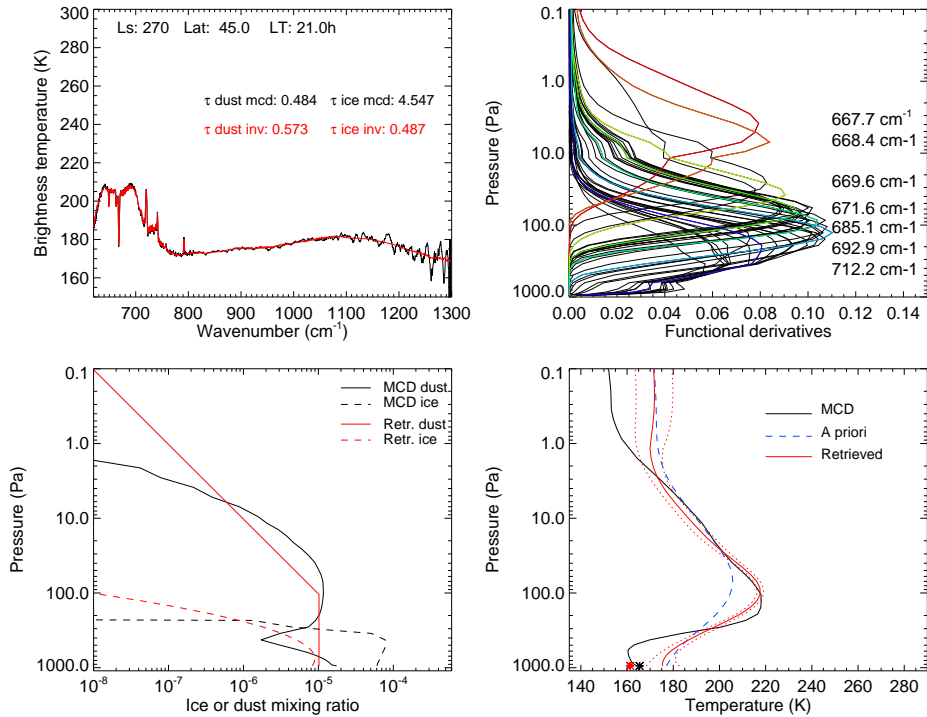 Ls: 270 Lat: 45.0 LT: 21.0h
τ dust mcd: 0.484 τ ice mcd: 4.547
τ dust inv: 0.573 τ ice inv: 0.487
300
280
260
240
220
200
180
160
Brightness temperature (K)
700 800 900 1000 1100 1200 1300
Wavenumber (cm-1)
0.1
1.0
10.0
100.0
1000.0
Pressure (Pa)
667.7 cm-1
668.4 cm-1
669.6 cm-1
671.6 cm-1
685.1 cm-1
692.9 cm-1
712.2 cm-1
0.00 0.02 0.04 0.06 0.08 0.10 0.12 0.14
Functional derivatives
0.1
1.0
10.0
100.0
1000.0
Pressure (Pa)
MCD dust
MCD ice
Retr. dust
Retr. ice
10-8 10-7 10-6 10-5 10-4
Ice or dust mixing ratio
0.1
1.0
10.0
100.0
1000.0
Pressure (Pa)
MCD
A priori
Retrieved
140 160 180 200 220 240 260 280
Temperature (K)